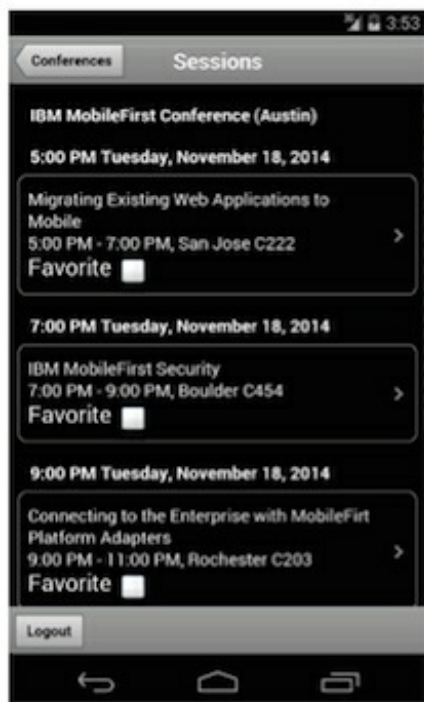 3:53
Conferences
Sessions
IBM MobileFirst Conference (Austin)
5:00 PM Tuesday, November 18, 2014
Migrating Existing Web Applications to
Mobile
5:00 PM - 7:00 PM, San Jose C222
Favorite
7:00 PM Tuesday, November 18, 2014
IBM MobileFirst Security
7:00 PM - 9:00 PM, Boulder C454
Favorite
9:00 PM Tuesday, November 18, 2014
Connecting to the Enterprise with MobileFirt
Platform Adapters
9:00 PM - 11:00 PM, Rochester C203
Favorite
Logout